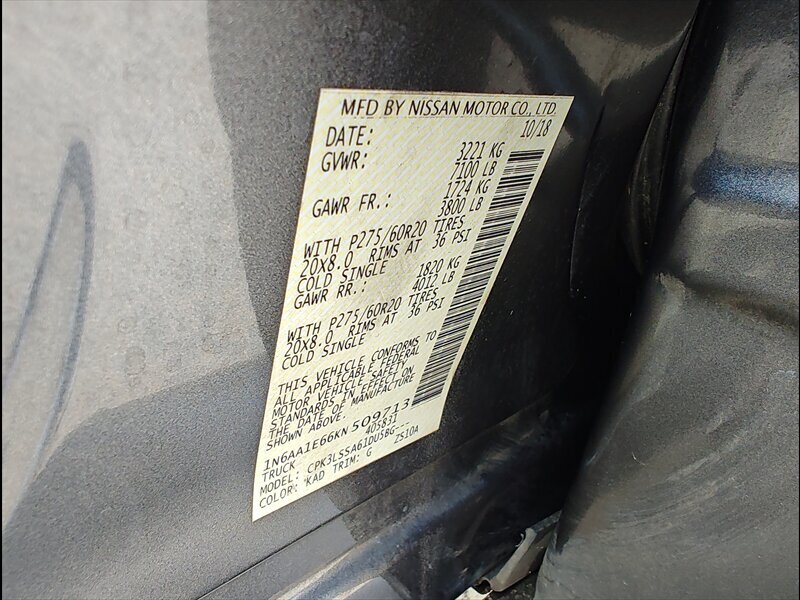 MFD BY NISSAN MOTOR CO., LTD.
DATE: 10/18
GVWR: 3221 KG
7100 LB
GAWR FR.: 1724 KG
3800 LB
WITH P275/60R20 TIRES
20X8.0 RIMS AT 36 PSI
COLD SINGLE
GAWR RR.: 1820 KG
4012 LB
WITH P275/60R20 TIRES
20X8.0 RIMS AT 36 PSI
COLD SINGLE
THIS VEHICLE CONFORMS TO
ALL APPLICABLE FEDERAL
MOTOR VEHICLE SAFETY
STANDARDS IN EFFECT ON
THE DATE OF MANUFACTURE
SHOWN ABOVE.
1N6AA1E66KN 509713
TRUCK 405831
MODEL: CPK3LSSA61DUSBG---
COLOR: KAD TRIM: G ZS10A